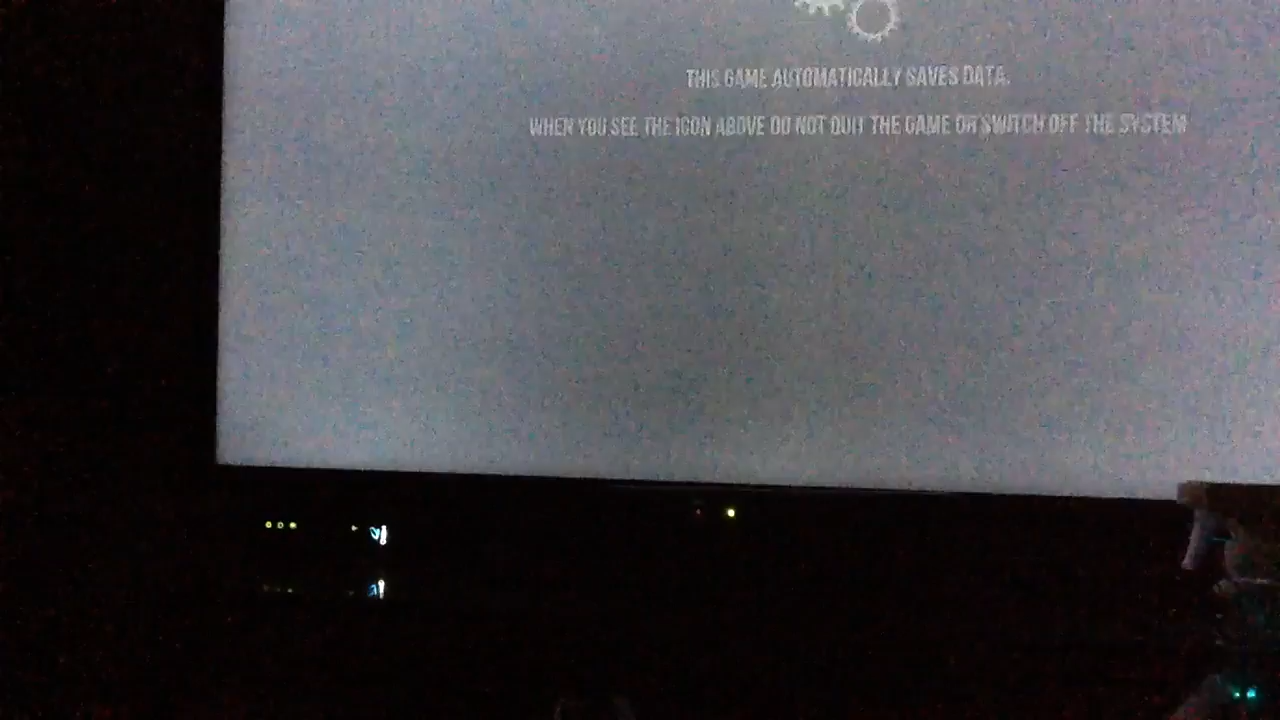 THIS GAME AUTOMATICALLY SAVES DATA.
WHEN YOU SEE THE ICON ABOVE DO NOT QUIT THE GAME OR SWITCH OFF THE SYSTEM